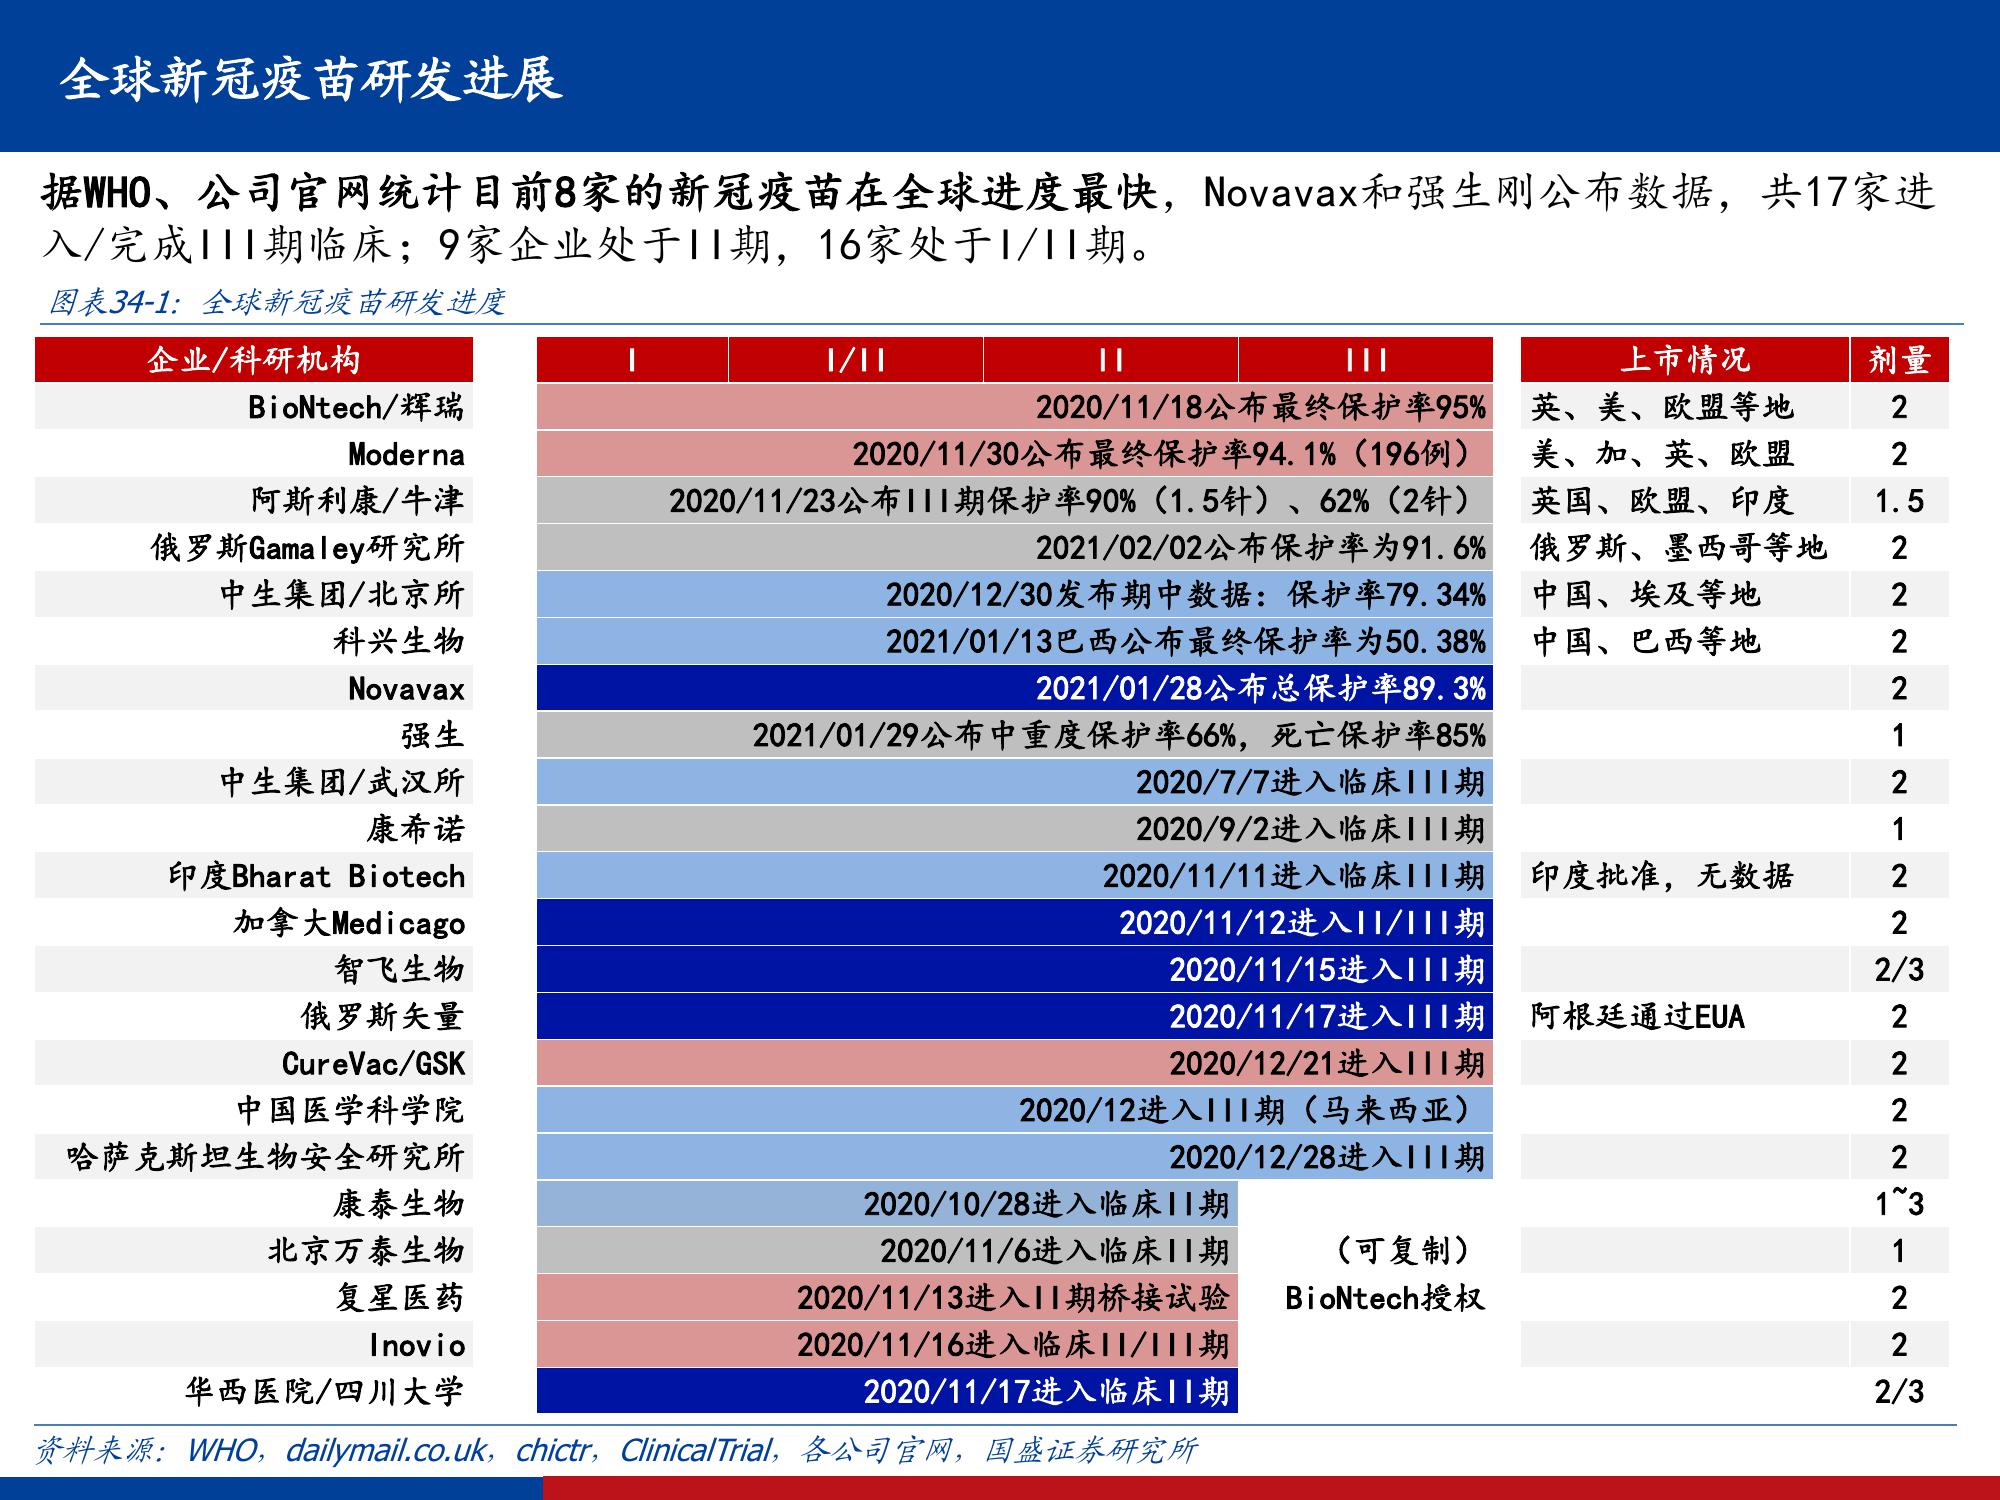 全球新冠疫苗研发进展
据WHO、公司官网统计目前8家的新冠疫苗在全球进度最快，Novavax和强生刚公布数据，共17家进
入/完成III期临床；9家企业处于II期，16家处于I/II期。
图表34-1：全球新冠疫苗研发进度
企业/科研机构 I I/II II III 上市情况 剂量
BioNtech/辉瑞 2020/11/18公布最终保护率95% 英、美、欧盟等地 2
Moderna 2020/11/30公布最终保护率94.1%（196例） 美、加、英、欧盟 2
阿斯利康/牛津 2020/11/23公布III期保护率90%（1.5针）、62%（2针） 英国、欧盟、印度 1.5
俄罗斯Gamaley研究所 2021/02/02公布保护率为91.6% 俄罗斯、墨西哥等地 2
中生集团/北京所 2020/12/30发布期中数据：保护率79.34% 中国、埃及等地 2
科兴生物 2021/01/13巴西公布最终保护率为50.38% 中国、巴西等地 2
Novavax 2021/01/28公布总保护率89.3% 2
强生 2021/01/29公布中重度保护率66%，死亡保护率85% 1
中生集团/武汉所 2020/7/7进入临床III期 2
康希诺 2020/9/2进入临床III期 1
印度Bharat Biotech 2020/11/11进入临床III期 印度批准，无数据 2
加拿大Medicago 2020/11/12进入II/III期 2
智飞生物 2020/11/15进入III期 2/3
俄罗斯矢量 2020/11/17进入III期 阿根廷通过EUA 2
CureVac/GSK 2020/12/21进入III期 2
中国医学科学院 2020/12进入III期（马来西亚） 2
哈萨克斯坦生物安全研究所 2020/12/28进入III期 2
康泰生物 2020/10/28进入临床II期 1~3
北京万泰生物 2020/11/6进入临床II期 （可复制） 1
复星医药 2020/11/13进入II期桥接试验 BioNtech授权 2
Inovio 2020/11/16进入临床II/III期 2
华西医院/四川大学 2020/11/17进入临床II期 2/3
资料来源：WHO，dailymail.co.uk，chictr，ClinicalTrial，各公司官网，国盛证券研究所